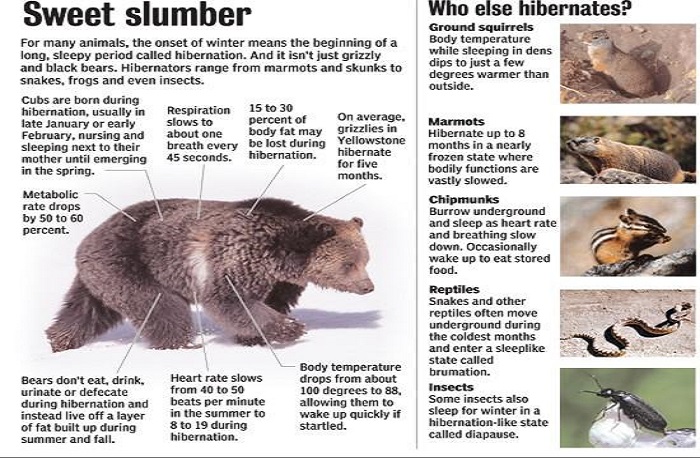 Sweet slumber
For many animals, the onset of winter means the beginning of a
long, sleepy period called hibernation. And it isn't just grizzly
and black bears. Hibernators range from marmots and skunks to
snakes, frogs and even insects.
Cubs are born during
hibernation, usually in
late January or early
February, nursing and
sleeping next to their
mother until emerging
in the spring.
Respiration
slows to
about one
breath every
45 seconds.
15 to 30
percent of
body fat may
be lost during
hibernation.
On average,
grizzlies in
Yellowstone
hibernate
for five
months.
Metabolic
rate drops
by 50 to 60
percent.
Bears don't eat, drink,
urinate or defecate
during hibernation and
instead live off a layer
of fat built up during
summer and fall.
Heart rate slows
from 40 to 50
beats per minute
in the summer to
8 to 19 during
hibernation.
Body temperature
drops from about
100 degrees to 88,
allowing them to
wake up quickly if
startled.
Who else hibernates?
Ground squirrels
Body temperature
while sleeping in dens
dips to just a few
degrees warmer than
outside.
Marmots
Hibernate up to 8
months in a nearly
frozen state where
bodily functions are
vastly slowed.
Chipmunks
Burrow underground
and sleep as heart rate
and breathing slow
down. Occasionally
wake up to eat stored
food.
Reptiles
Snakes and other
reptiles often move
underground during
the coldest months
and enter a sleeplike
state called
brumation.
Insects
Some insects also
sleep for winter in a
hibernation-like state
called diapause.